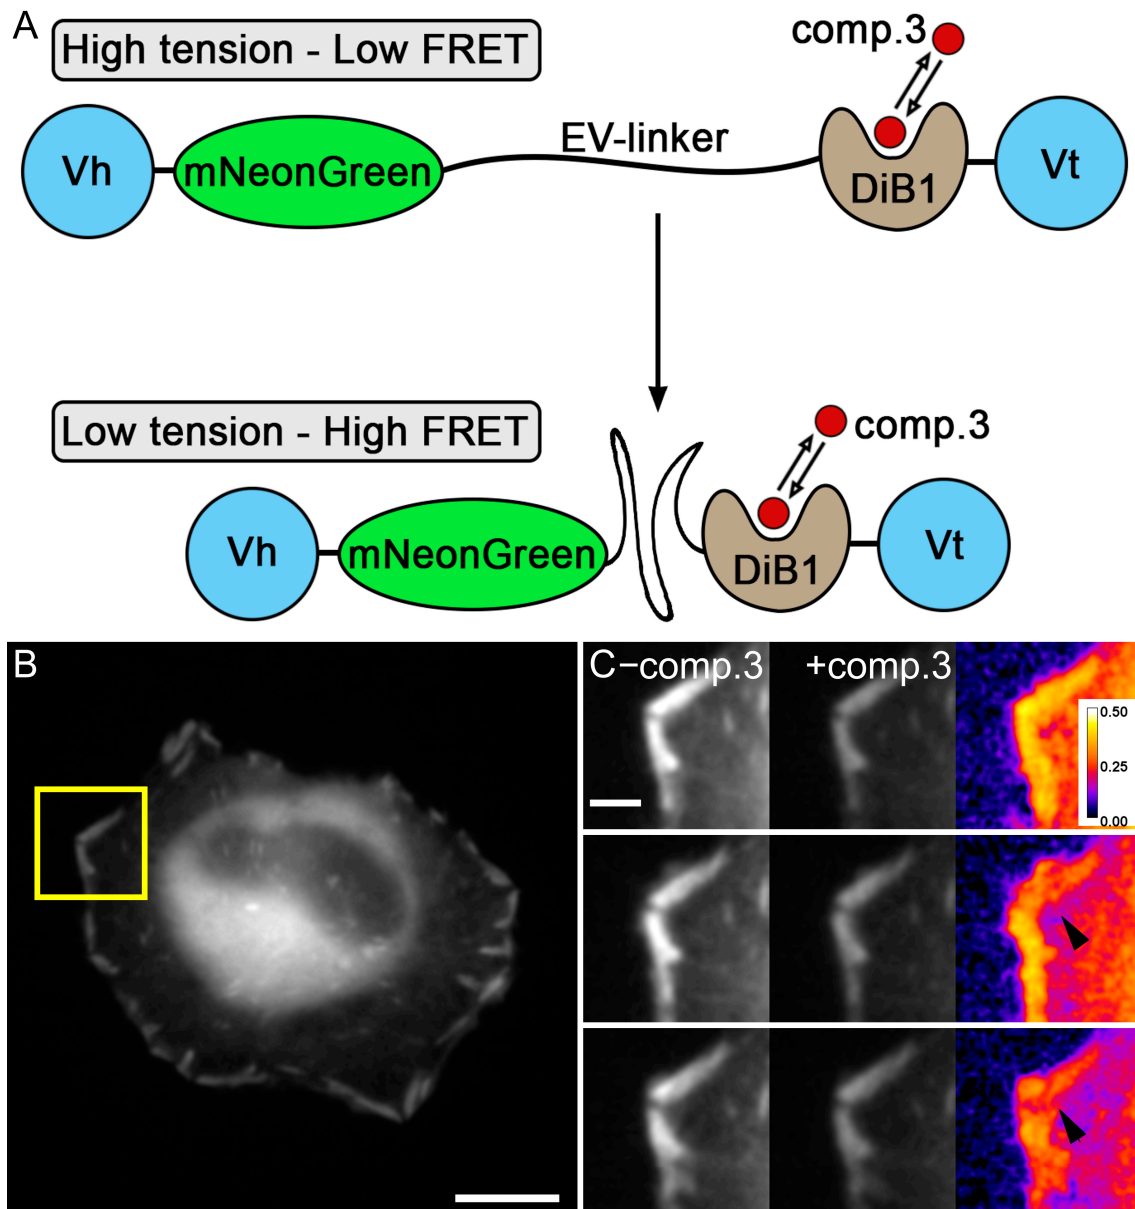 A
High tension - Low FRET
comp.3
Vh
mNeonGreen
EV-linker
DiB1
Vt
Low tension - High FRET
comp.3
Vh
mNeonGreen
DiB1
Vt
B
C−comp.3
+comp.3
0.50
0.25
0.00